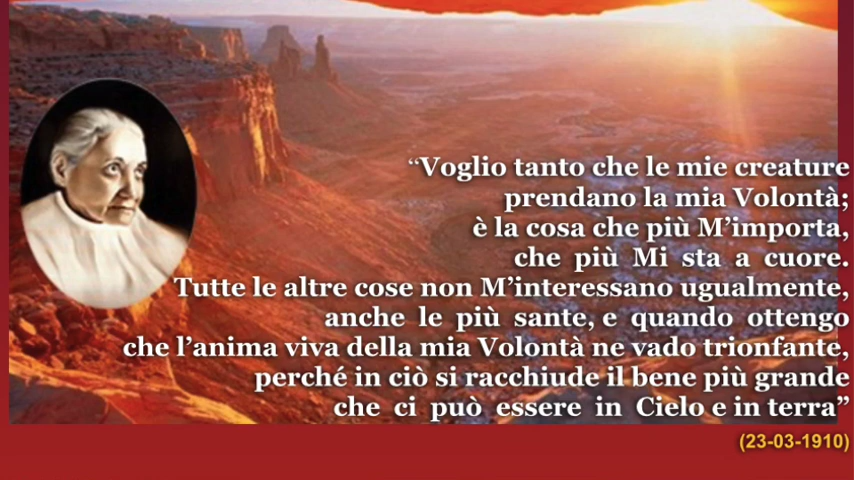 “Voglio tanto che le mie creature
prendano la mia Volontà;
è la cosa che più M’importa,
che più Mi sta a cuore.
Tutte le altre cose non M’interessano ugualmente,
anche le più sante, e quando ottengo
che l’anima viva della mia Volontà ne vado trionfante,
perché in ciò si racchiude il bene più grande
che ci può essere in Cielo e in terra”
(23-03-1910)